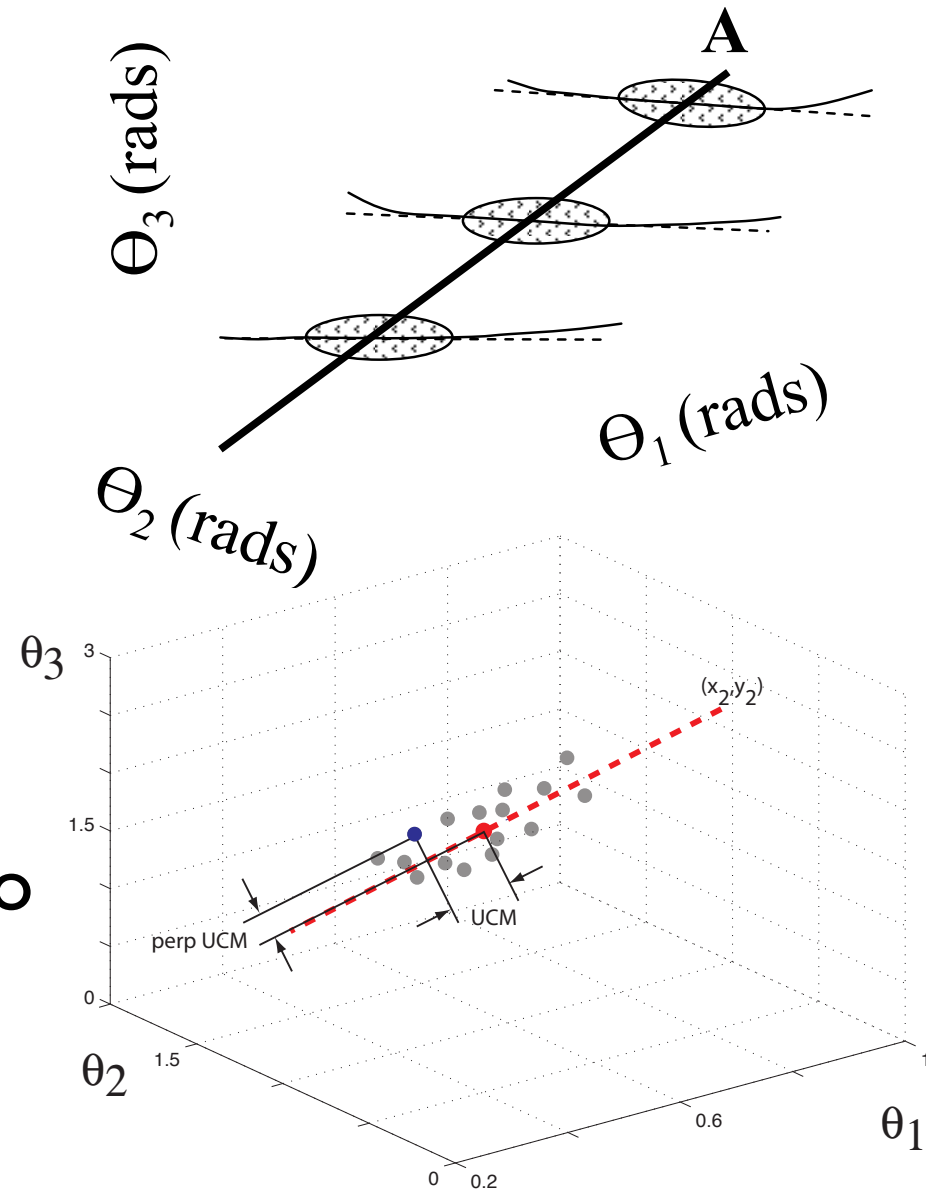 A
Θ3 (rads)
Θ1 (rads)
Θ2 (rads)
θ3
3
(x2,y2)
1.5
O
UCM
perp UCM
0
1.5
θ2
1
0.6
θ1
0
0.2